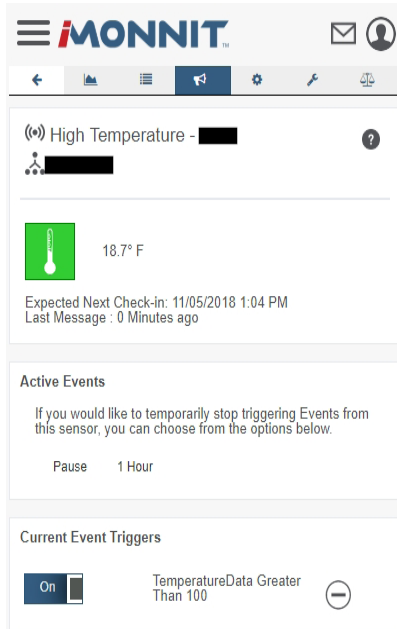 iMONNIT™
High Temperature -
?
18.7° F
Expected Next Check-in: 11/05/2018 1:04 PM
Last Message : 0 Minutes ago
Active Events
If you would like to temporarily stop triggering Events from
this sensor, you can choose from the options below.
Pause 1 Hour
Current Event Triggers
On
TemperatureData Greater
Than 100